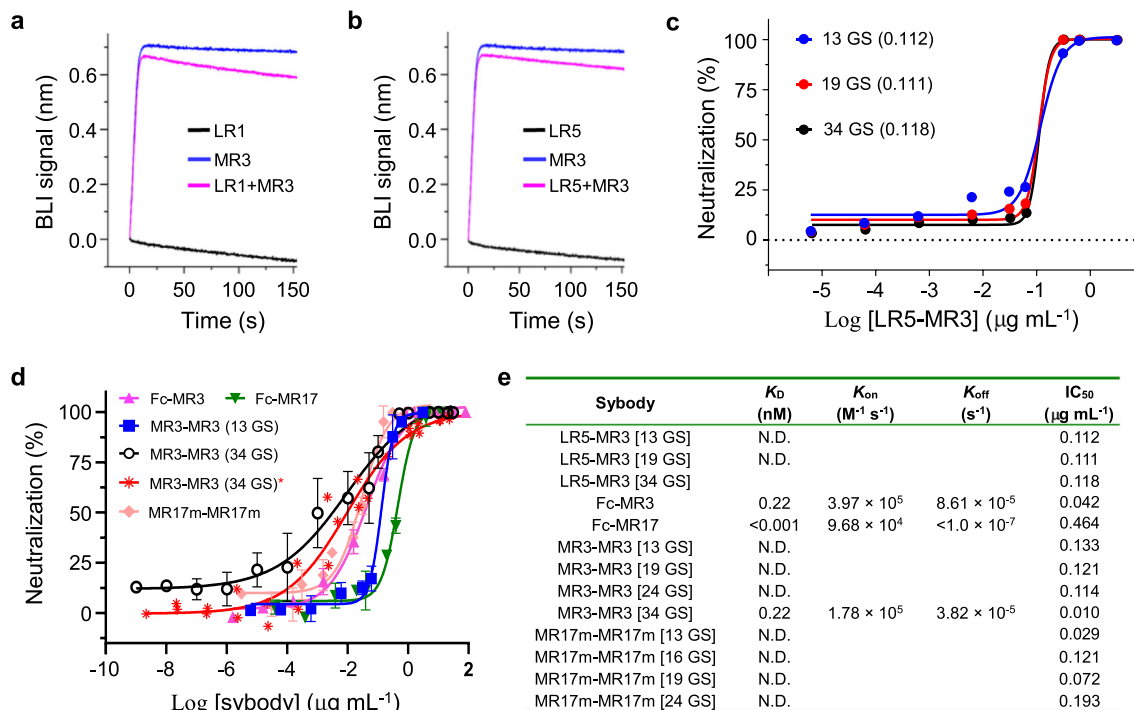 a
BLI signal (nm)
0.6
0.4
0.2
0.0
LR1
MR3
LR1+MR3
0 50 100 150
Time (s)
b
BLI signal (nm)
0.6
0.4
0.2
0.0
LR5
MR3
LR5+MR3
0 50 100 150
Time (s)
c
Neutralization (%)
100
75
50
25
0
13 GS (0.112)
19 GS (0.111)
34 GS (0.118)
-5 -4 -3 -2 -1 0
Log [LR5-MR3] (μg mL⁻¹)
d
Neutralization (%)
100
75
50
25
0
Fc-MR3 Fc-MR17
MR3-MR3 (13 GS)
MR3-MR3 (34 GS)
MR3-MR3 (34 GS)*
MR17m-MR17m
-10 -8 -6 -4 -2 0 2
Log [sybody] (μg mL⁻¹)
e
Sybody K_D (nM) K_on (M⁻¹ s⁻¹) K_off (s⁻¹) IC₅₀ (μg mL⁻¹)
LR5-MR3 [13 GS] N.D. 0.112
LR5-MR3 [19 GS] N.D. 0.111
LR5-MR3 [34 GS] 0.118
Fc-MR3 0.22 3.97 × 10⁵ 8.61 × 10⁻⁵ 0.042
Fc-MR17 <0.001 9.68 × 10⁴ <1.0 × 10⁻⁷ 0.464
MR3-MR3 [13 GS] N.D. 0.133
MR3-MR3 [19 GS] N.D. 0.121
MR3-MR3 [24 GS] N.D. 0.114
MR3-MR3 [34 GS] 0.22 1.78 × 10⁵ 3.82 × 10⁻⁵ 0.010
MR17m-MR17m [13 GS] N.D. 0.029
MR17m-MR17m [16 GS] N.D. 0.121
MR17m-MR17m [19 GS] N.D. 0.072
MR17m-MR17m [24 GS] N.D. 0.193